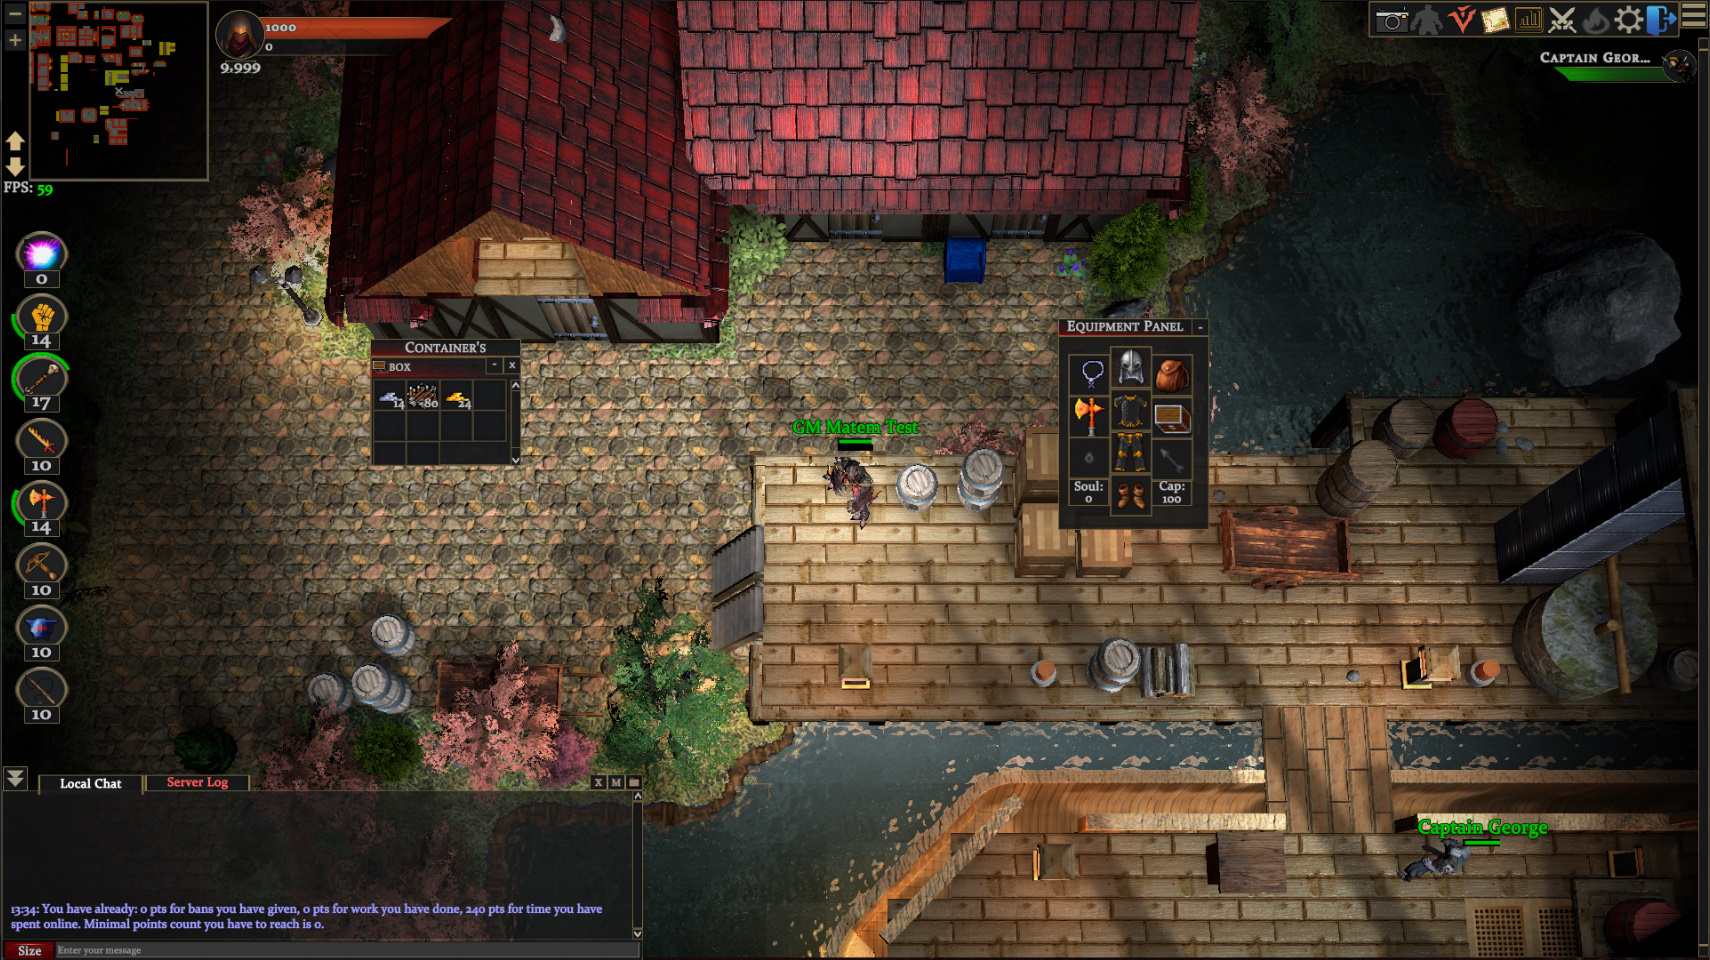 1000
0
9.999
FPS: 59
CAPTAIN GEOR...
0
14
17
10
14
10
10
10
CONTAINER'S
BOX
14
80
24
EQUIPMENT PANEL
Soul:
0
Cap:
100
GM Matem Test
Captain George
Local Chat
Server Log
X M
13:34: You have already: 0 pts for bans you have given, 0 pts for work you have done, 240 pts for time you have
spent online. Minimal points count you have to reach is 0.
Size
Enter your message